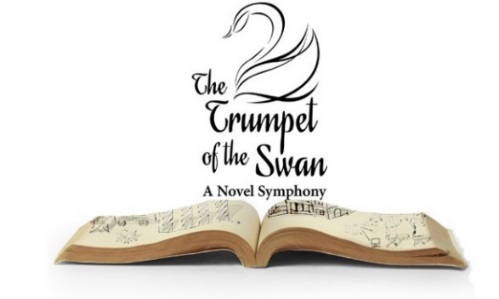 The
Trumpet
of the Swan
A Novel Symphony